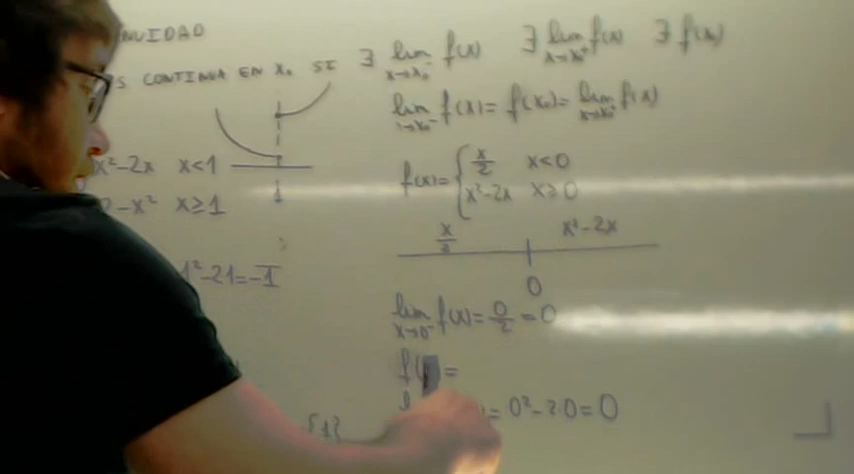 NUIDAD
S CONTINUA EN x₀ SI ∃ lim x→x₀⁻ f(x) ∃ lim x→x₀⁺ f(x) ∃ f(x₀)
lim x→x₀⁻ f(x) = f(x₀) = lim x→x₀⁺ f(x)
x²-2x x<1
-x² x≥1
1
f(x) = { x/2 x<0
x²-2x x≥0
x/2 x²-2x
0
1²-2·1=-1
lim x→0⁻ f(x) = 0/2 = 0
f( =
= 0²-2·0=0
{1}